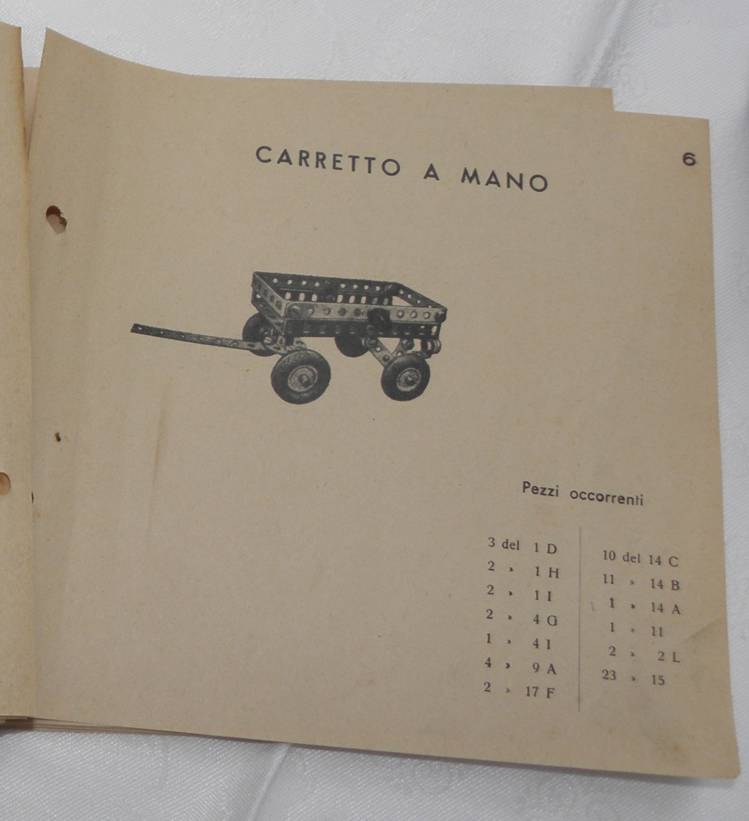 6
CARRETTO A MANO
Pezzi occorrenti
3 del 1 D
2 » 1 H
2 » 1 I
2 » 4 G
1 » 4 I
4 » 9 A
2 » 17 F
10 del 14 C
11 » 14 B
1 » 14 A
1 » 11
2 » 2 L
23 » 15